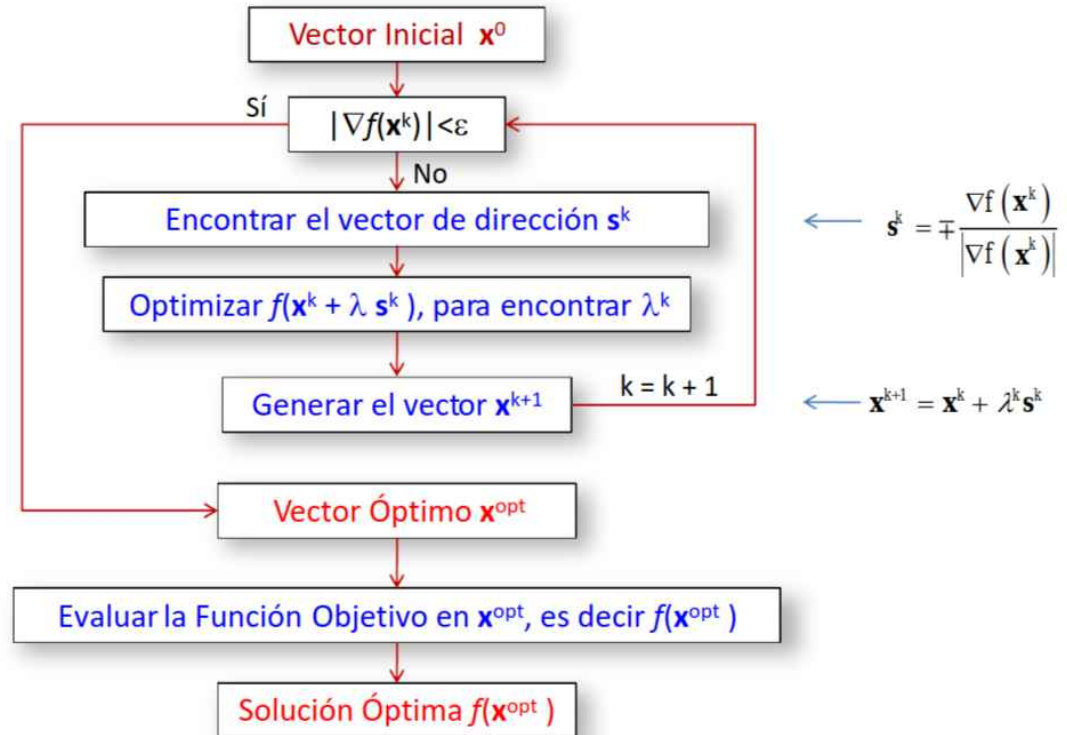 Vector Inicial x⁰
Sí
|∇f(xᵏ)|<ε
No
Encontrar el vector de dirección sᵏ
sᵏ = ∓ ∇f(xᵏ) / |∇f(xᵏ)|
Optimizar f(xᵏ + λ sᵏ ), para encontrar λᵏ
Generar el vector xᵏ⁺¹
k = k + 1
xᵏ⁺¹ = xᵏ + λᵏsᵏ
Vector Óptimo xᵒᵖᵗ
Evaluar la Función Objetivo en xᵒᵖᵗ, es decir f(xᵒᵖᵗ )
Solución Óptima f(xᵒᵖᵗ )